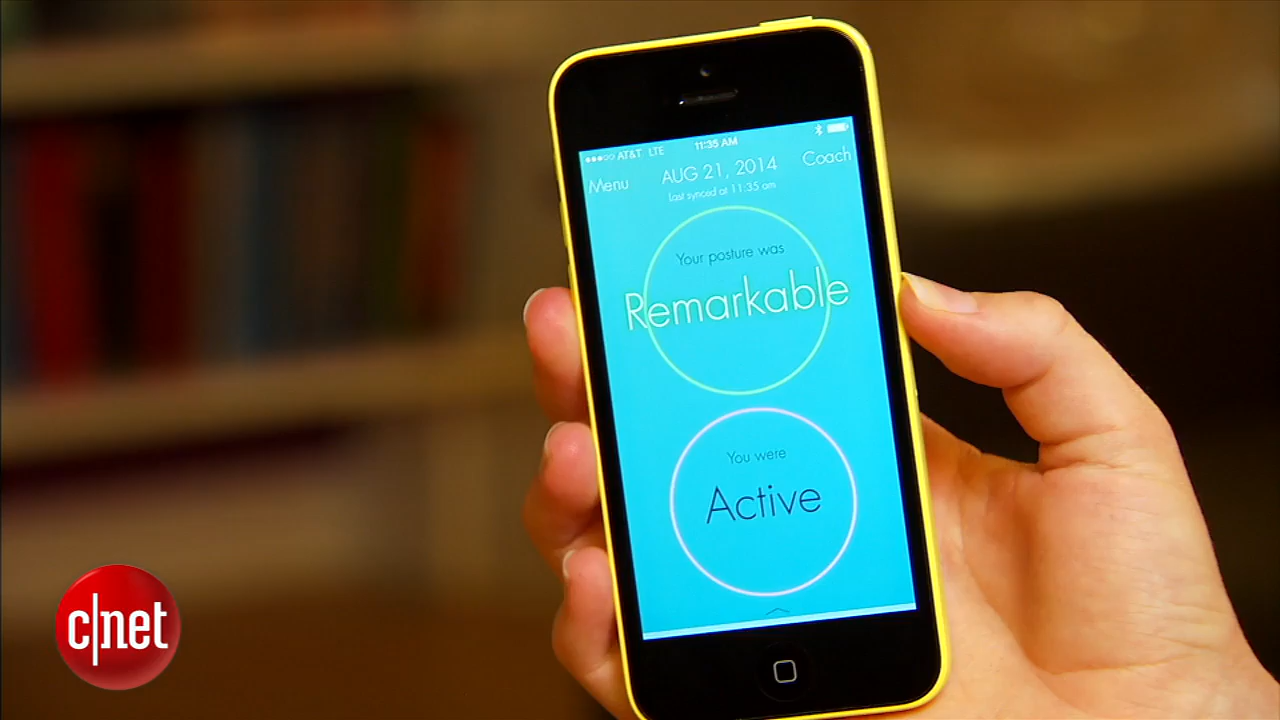 AT&T LTE 11:35 AM
Menu AUG 21, 2014 Coach
Last synced at 11:35 am
Your posture was
Remarkable
You were
Active
c|net